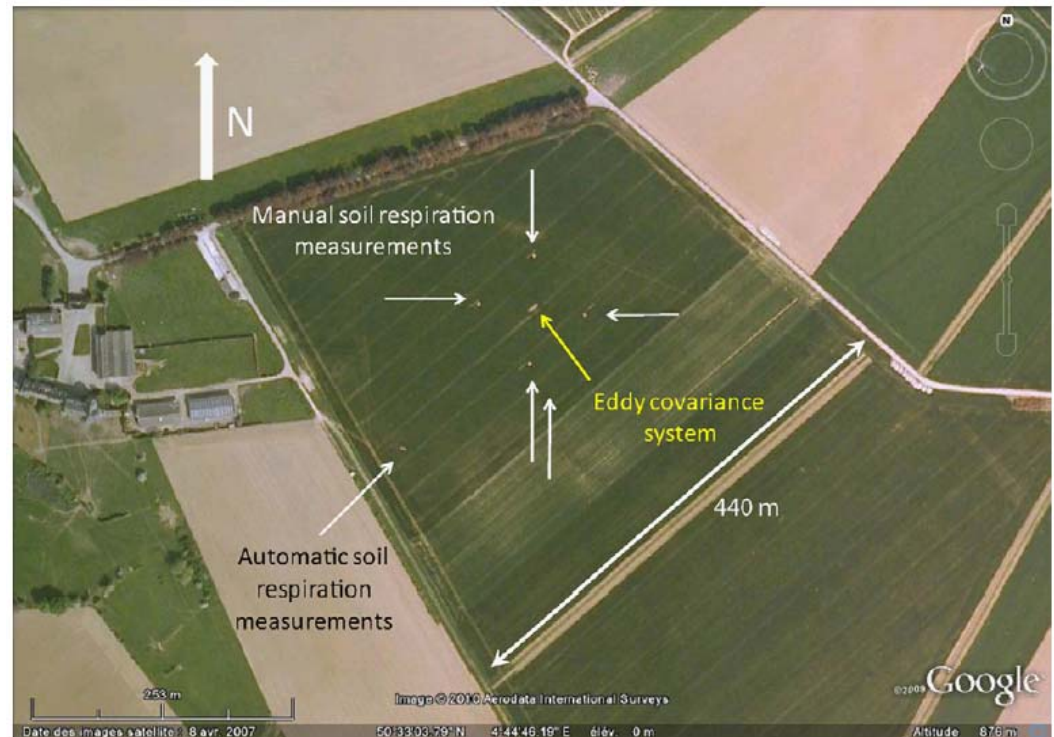 N
N
Manual soil respiration
measurements
Eddy covariance
system
440 m
Automatic soil
respiration
measurements
253 m
Image © 2010 Aerodata International Surveys
©2009 Google
Date des images satellite : 8 avr. 2007 50°33'03.79" N 4°44'46.19" E élév. 0 m Altitude 876 m